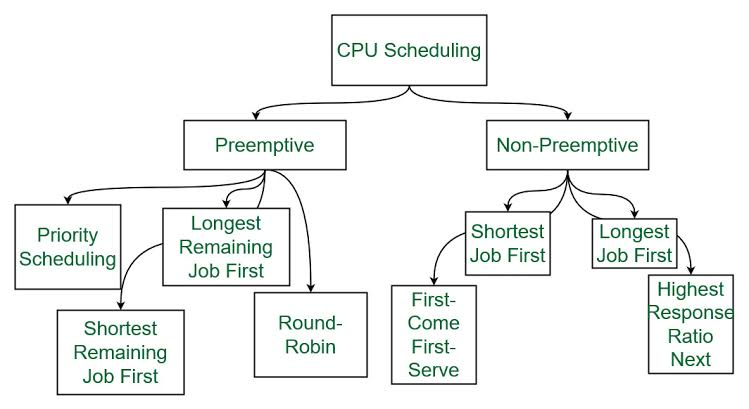 CPU Scheduling
Preemptive
Non-Preemptive
Priority
Scheduling
Longest
Remaining
Job First
Shortest
Job First
Longest
Job First
Shortest
Remaining
Job First
Round-
Robin
First-
Come
First-
Serve
Highest
Response
Ratio
Next